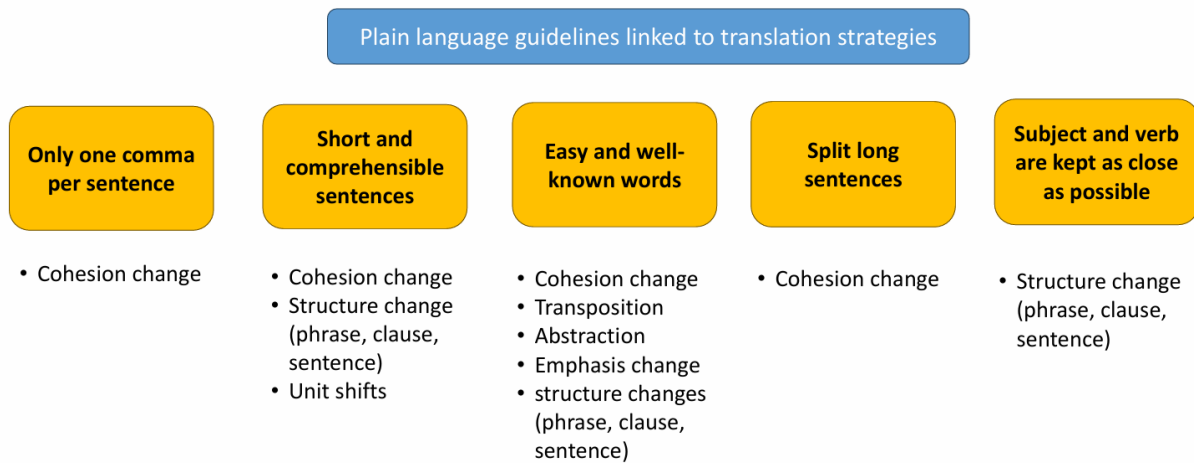 Plain language guidelines linked to translation strategies
Only one comma
per sentence
• Cohesion change
Short and
comprehensible
sentences
• Cohesion change
• Structure change
(phrase, clause,
sentence)
• Unit shifts
Easy and well-
known words
• Cohesion change
• Transposition
• Abstraction
• Emphasis change
• structure changes
(phrase, clause,
sentence)
Split long
sentences
• Cohesion change
Subject and verb
are kept as close
as possible
• Structure change
(phrase, clause,
sentence)